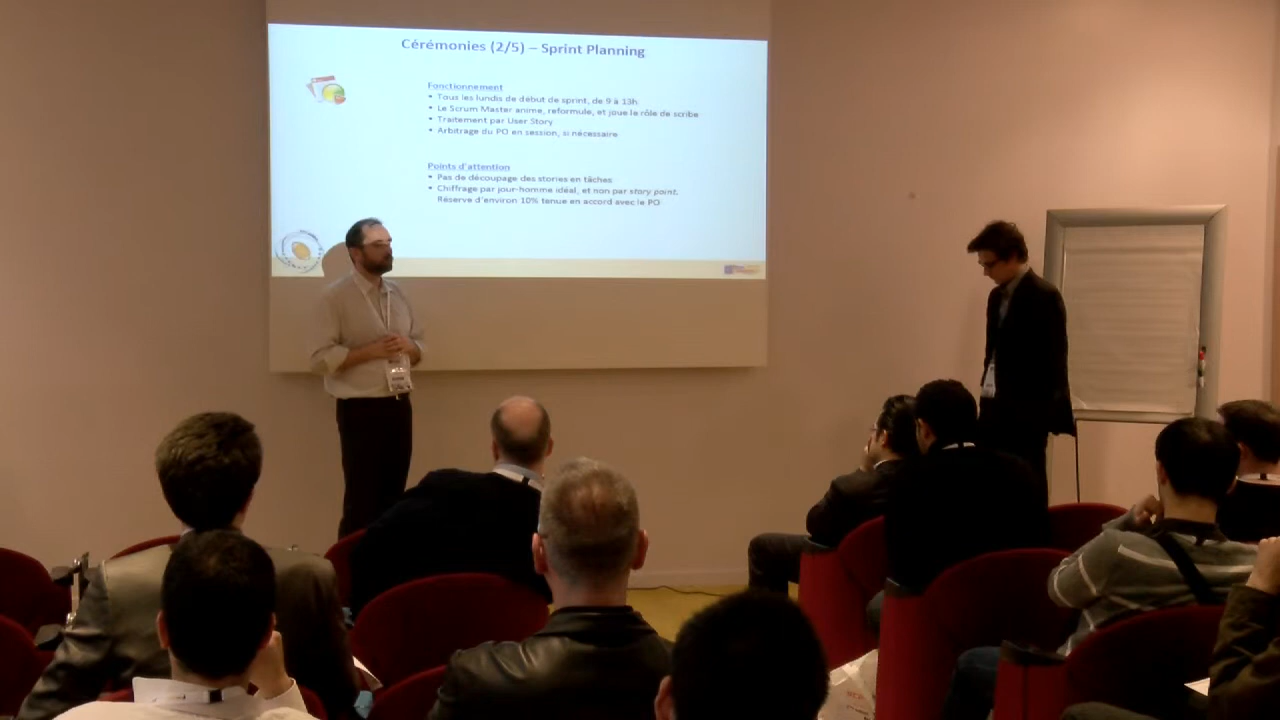 Cérémonies (2/5) – Sprint Planning
Fonctionnement
• Tous les lundis de début de sprint, de 9 à 13h
• Le Scrum Master anime, reformule, et joue le rôle de scribe
• Traitement par User Story
• Arbitrage du PO en session, si nécessaire
Points d'attention
• Pas de découpage des stories en tâches
• Chiffrage par jour-homme idéal, et non par story point.
Réserve d'environ 10% tenue en accord avec le PO